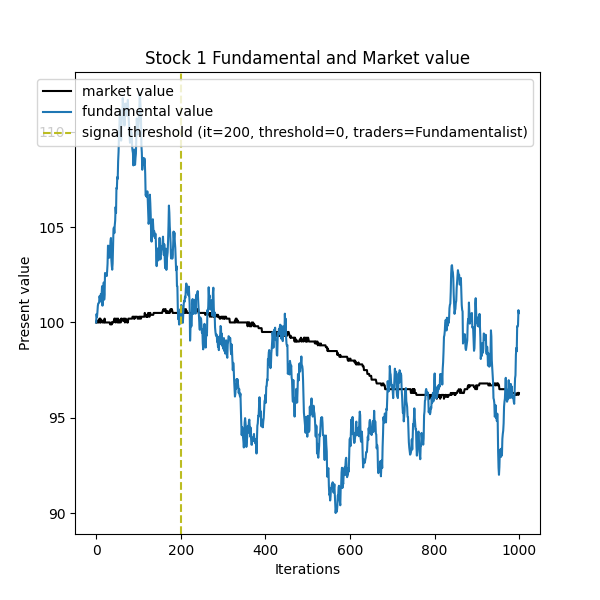 Stock 1 Fundamental and Market value
market value
fundamental value
signal threshold (it=200, threshold=0, traders=Fundamentalist)
110
105
100
95
90
Present value
0 200 400 600 800 1000
Iterations